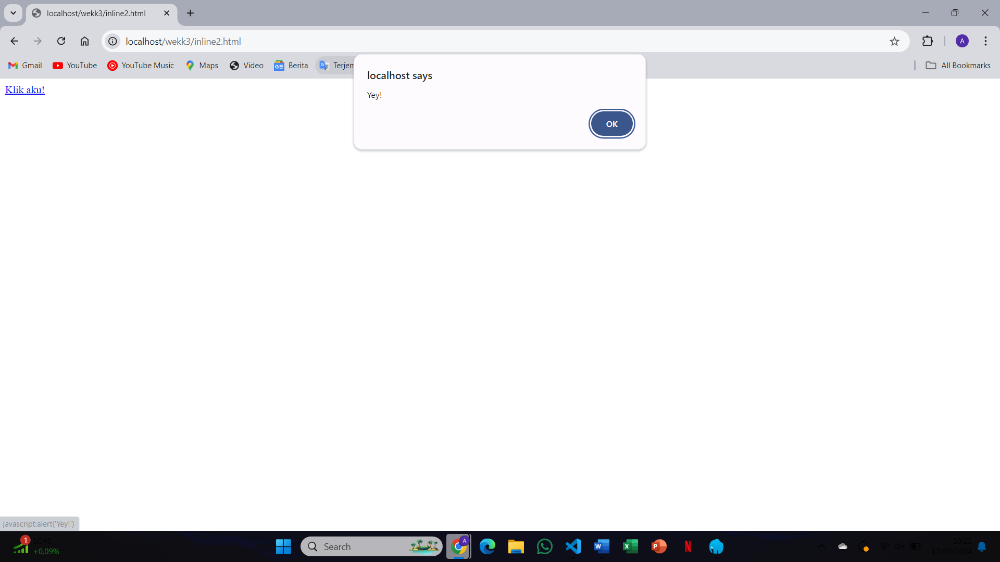 localhost/wekk3/inline2.html
localhost/wekk3/inline2.html
A
Gmail
YouTube
YouTube Music
Maps
Video
Berita
Terjem
All Bookmarks
localhost says
Yey!
OK
Klik aku!
javascript:alert('Yey!')
1
LQ45
+0,09%
Search
A
10:22
17/09/2024